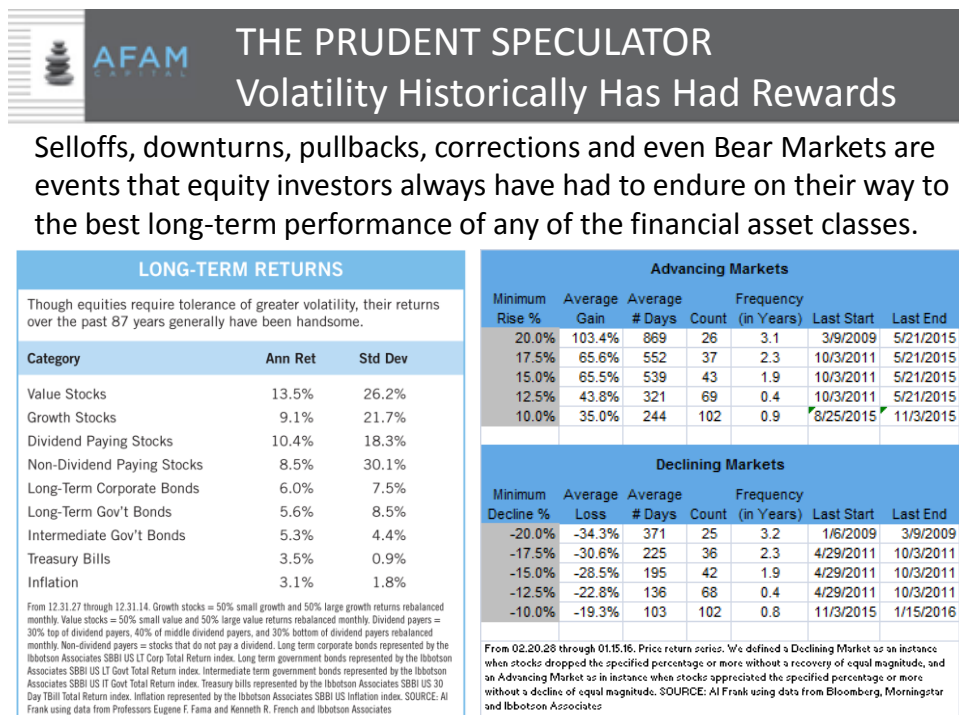 AFAM
CAPITAL
THE PRUDENT SPECULATOR
Volatility Historically Has Had Rewards
Selloffs, downturns, pullbacks, corrections and even Bear Markets are
events that equity investors always have had to endure on their way to
the best long-term performance of any of the financial asset classes.
LONG-TERM RETURNS
Though equities require tolerance of greater volatility, their returns
over the past 87 years generally have been handsome.
Category Ann Ret Std Dev
Value Stocks 13.5% 26.2%
Growth Stocks 9.1% 21.7%
Dividend Paying Stocks 10.4% 18.3%
Non-Dividend Paying Stocks 8.5% 30.1%
Long-Term Corporate Bonds 6.0% 7.5%
Long-Term Gov't Bonds 5.6% 8.5%
Intermediate Gov't Bonds 5.3% 4.4%
Treasury Bills 3.5% 0.9%
Inflation 3.1% 1.8%
From 12.31.27 through 12.31.14. Growth stocks = 50% small growth and 50% large growth returns rebalanced
monthly. Value stocks = 50% small value and 50% large value returns rebalanced monthly. Dividend payers =
30% top of dividend payers, 40% of middle dividend payers, and 30% bottom of dividend payers rebalanced
monthly. Non-dividend payers = stocks that do not pay a dividend. Long term corporate bonds represented by the
Ibbotson Associates SBBI US LT Corp Total Return index. Long term government bonds represented by the Ibbotson
Associates SBBI US LT Govt Total Return index. Intermediate term government bonds represented by the Ibbotson
Associates SBBI US IT Govt Total Return index. Treasury bills represented by the Ibbotson Associates SBBI US 30
Day TBill Total Return index. Inflation represented by the Ibbotson Associates SBBI US Inflation index. SOURCE: Al
Frank using data from Professors Eugene F. Fama and Kenneth R. French and Ibbotson Associates
Advancing Markets
Minimum Average Average Frequency
Rise % Gain # Days Count (in Years) Last Start Last End
20.0% 103.4% 869 26 3.1 3/9/2009 5/21/2015
17.5% 65.6% 552 37 2.3 10/3/2011 5/21/2015
15.0% 65.5% 539 43 1.9 10/3/2011 5/21/2015
12.5% 43.8% 321 69 0.4 10/3/2011 5/21/2015
10.0% 35.0% 244 102 0.9 8/25/2015 11/3/2015
Declining Markets
Minimum Average Average Frequency
Decline % Loss # Days Count (in Years) Last Start Last End
-20.0% -34.3% 371 25 3.2 1/6/2009 3/9/2009
-17.5% -30.6% 225 36 2.3 4/29/2011 10/3/2011
-15.0% -28.5% 195 42 1.9 4/29/2011 10/3/2011
-12.5% -22.8% 136 68 0.4 4/29/2011 10/3/2011
-10.0% -19.3% 103 102 0.8 11/3/2015 1/15/2016
From 02.20.28 through 01.15.16. Price return series. We defined a Declining Market as an instance
when stocks dropped the specified percentage or more without a recovery of equal magnitude, and
an Advancing Market as in instance when stocks appreciated the specified percentage or more
without a decline of equal magnitude. SOURCE: Al Frank using data from Bloomberg, Morningstar
and Ibbotson Associates